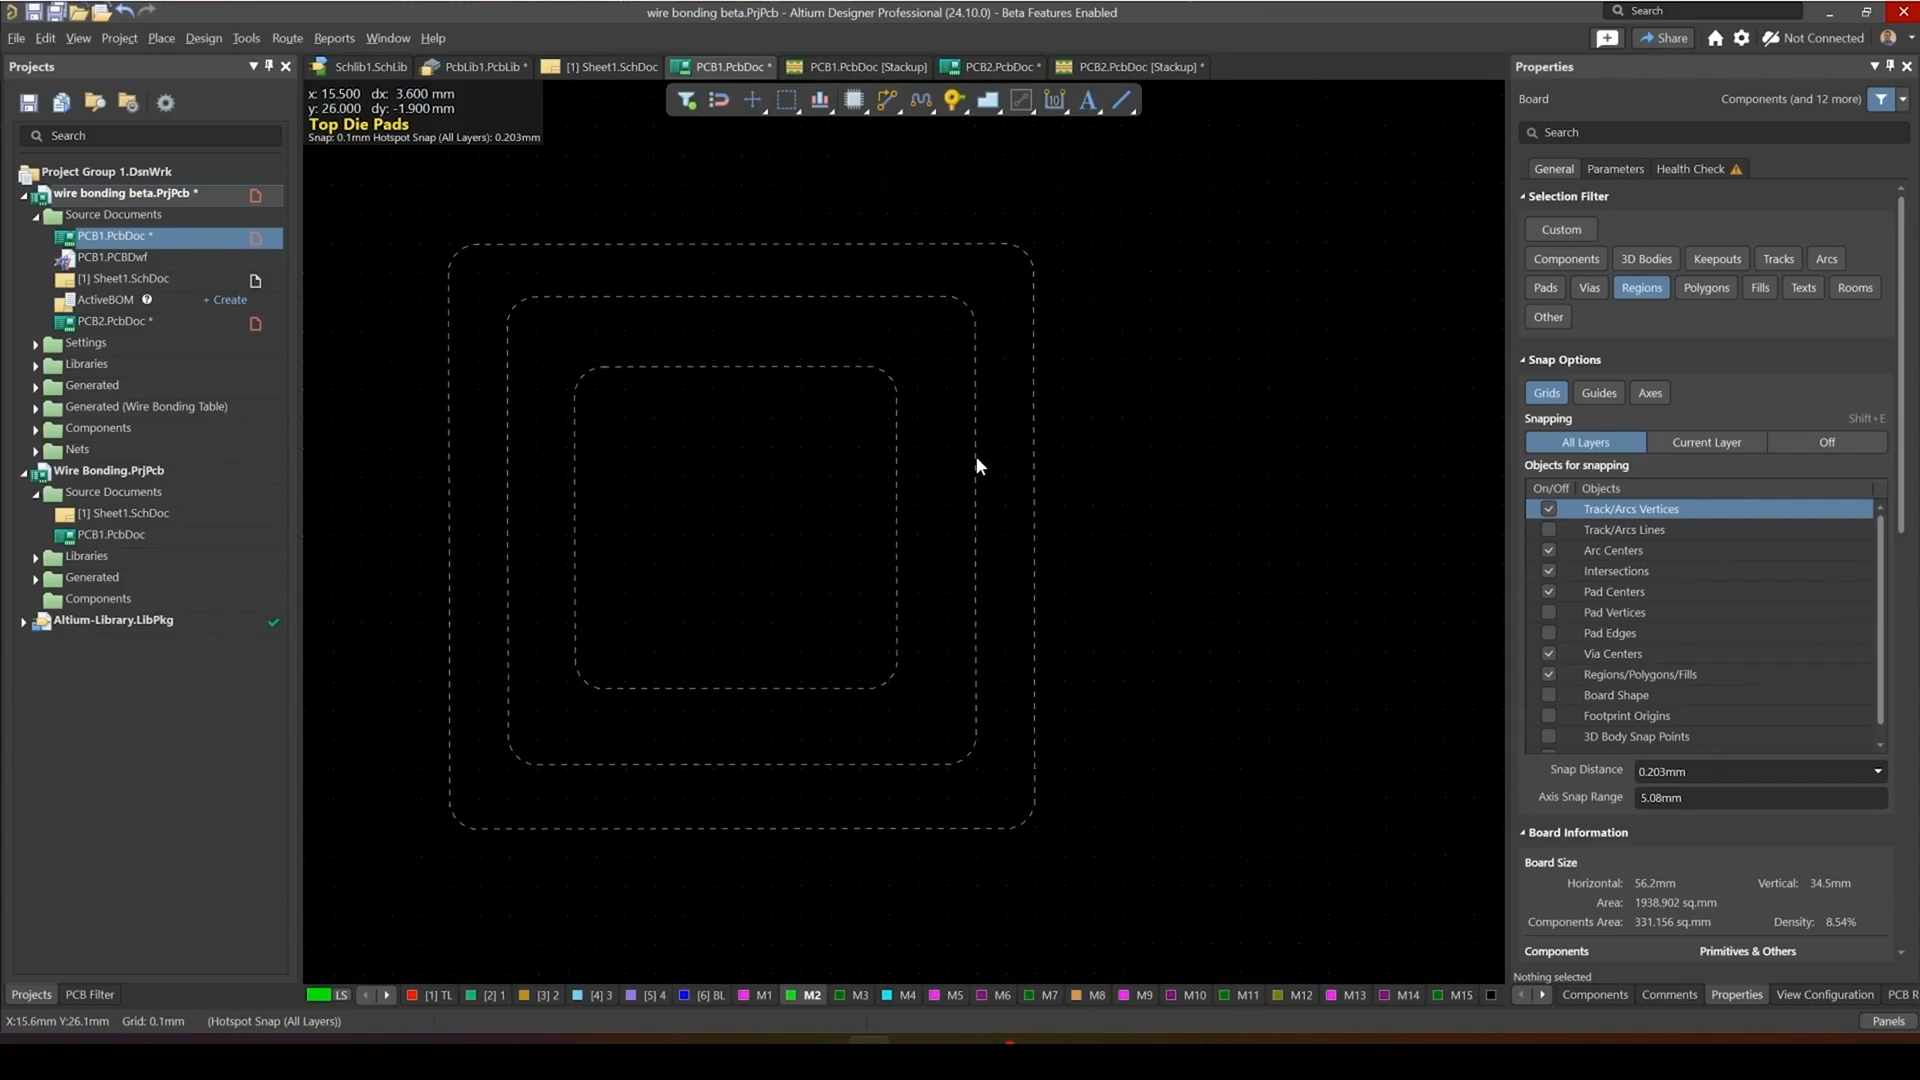 wire bonding beta.PrjPcb - Altium Designer Professional (24.10.0) - Beta Features Enabled
Search
File Edit View Project Place Design Tools Route Reports Window Help
Share Not Connected
Projects
Schlib1.SchLib PcbLib1.PcbLib * [1] Sheet1.SchDoc PCB1.PcbDoc * PCB1.PcbDoc [Stackup] PCB2.PcbDoc * PCB2.PcbDoc [Stackup] *
Properties
x: 15.500 dx: 3.600 mm
y: 26.000 dy: -1.900 mm
Top Die Pads
Snap: 0.1mm Hotspot Snap (All Layers): 0.203mm
Search
Project Group 1.DsnWrk
wire bonding beta.PrjPcb *
Source Documents
PCB1.PcbDoc *
PCB1.PCBDwf
[1] Sheet1.SchDoc
ActiveBOM ? + Create
PCB2.PcbDoc *
Settings
Libraries
Generated
Generated (Wire Bonding Table)
Components
Nets
Wire Bonding.PrjPcb
Source Documents
[1] Sheet1.SchDoc
PCB1.PcbDoc
Libraries
Generated
Components
Altium-Library.LibPkg
Board Components (and 12 more)
Search
General Parameters Health Check
Selection Filter
Custom
Components 3D Bodies Keepouts Tracks Arcs
Pads Vias Regions Polygons Fills Texts Rooms
Other
Snap Options
Grids Guides Axes
Snapping Shift+E
All Layers Current Layer Off
Objects for snapping
On/Off Objects
Track/Arcs Vertices
Track/Arcs Lines
Arc Centers
Intersections
Pad Centers
Pad Vertices
Pad Edges
Via Centers
Regions/Polygons/Fills
Board Shape
Footprint Origins
3D Body Snap Points
Snap Distance 0.203mm
Axis Snap Range 5.08mm
Board Information
Board Size
Horizontal: 56.2mm Vertical: 34.5mm
Area: 1938.902 sq.mm
Components Area: 331.156 sq.mm Density: 8.54%
Components Primitives & Others
Nothing selected
Projects PCB Filter
LS [1] TL [2] 1 [3] 2 [4] 3 [5] 4 [6] BL M1 M2 M3 M4 M5 M6 M7 M8 M9 M10 M11 M12 M13 M14 M15
Components Comments Properties View Configuration PCB R
X:15.6mm Y:26.1mm Grid: 0.1mm (Hotspot Snap (All Layers))
Panels